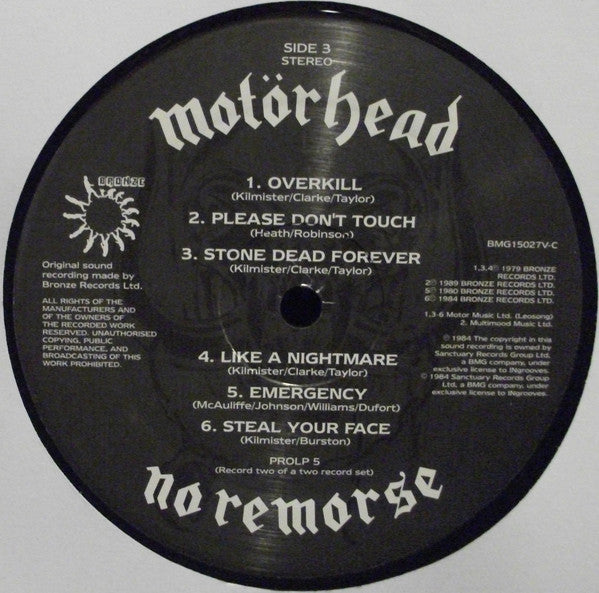 SIDE 3
STEREO
motörhead
1. OVERKILL
(Kilmister/Clarke/Taylor)
2. PLEASE DON'T TOUCH
(Heath/Robinson)
3. STONE DEAD FOREVER
(Kilmister/Clarke/Taylor)
BRONZE
Original sound
recording made by
Bronze Records Ltd.
ALL RIGHTS OF THE
MANUFACTURERS AND
OF THE OWNERS OF
THE RECORDED WORK
RESERVED. UNAUTHORISED
COPYING, PUBLIC
PERFORMANCE, AND
BROADCASTING OF THIS
WORK PROHIBITED.
BMG15027V-C
1,3,4℗ 1979 BRONZE
RECORDS LTD.
2℗ 1989 BRONZE RECORDS LTD.
5℗ 1980 BRONZE RECORDS LTD.
6℗ 1984 BRONZE RECORDS LTD.
1,3-6 Motor Music Ltd. (Leosong)
2. Multimood Music Ltd.
℗ 1984 The copyright in this
sound recording is owned by
Sanctuary Records Group Ltd,
a BMG company, under
exclusive license to INgrooves.
© 1984 Sanctuary Records Group
Ltd, a BMG company, under
exclusive license to INgrooves.
4. LIKE A NIGHTMARE
(Kilmister/Clarke/Taylor)
5. EMERGENCY
(McAuliffe/Johnson/Williams/Dufort)
6. STEAL YOUR FACE
(Kilmister/Burston)
PROLP 5
(Record two of a two record set)
no remorse